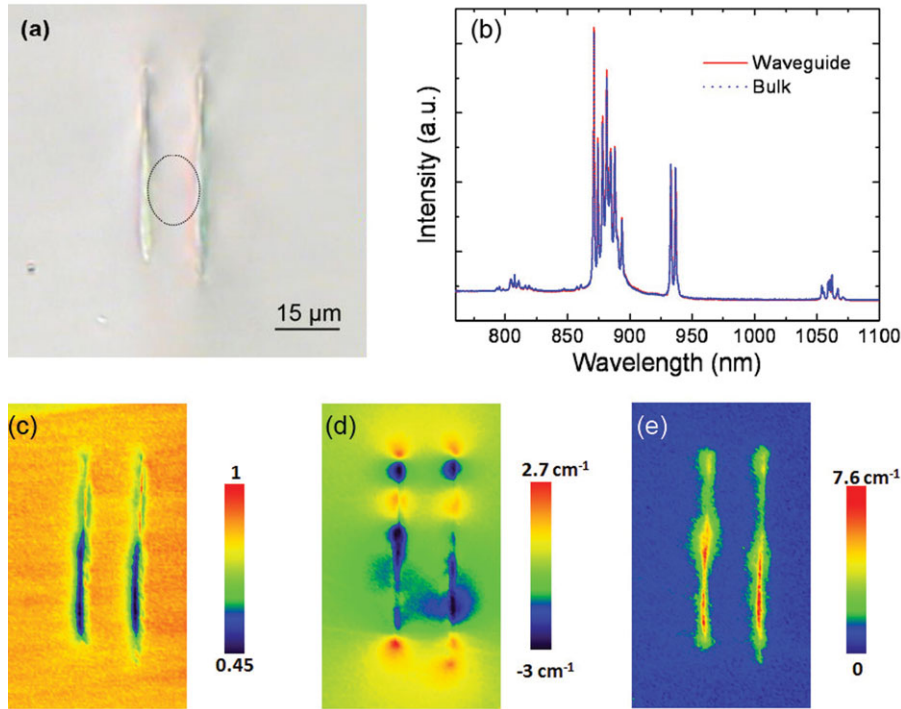 (a)
15 µm
(b)
Intensity (a.u.)
Waveguide
Bulk
800 850 900 950 1000 1050 1100
Wavelength (nm)
(c)
1
0.45
(d)
2.7 cm⁻¹
-3 cm⁻¹
(e)
7.6 cm⁻¹
0